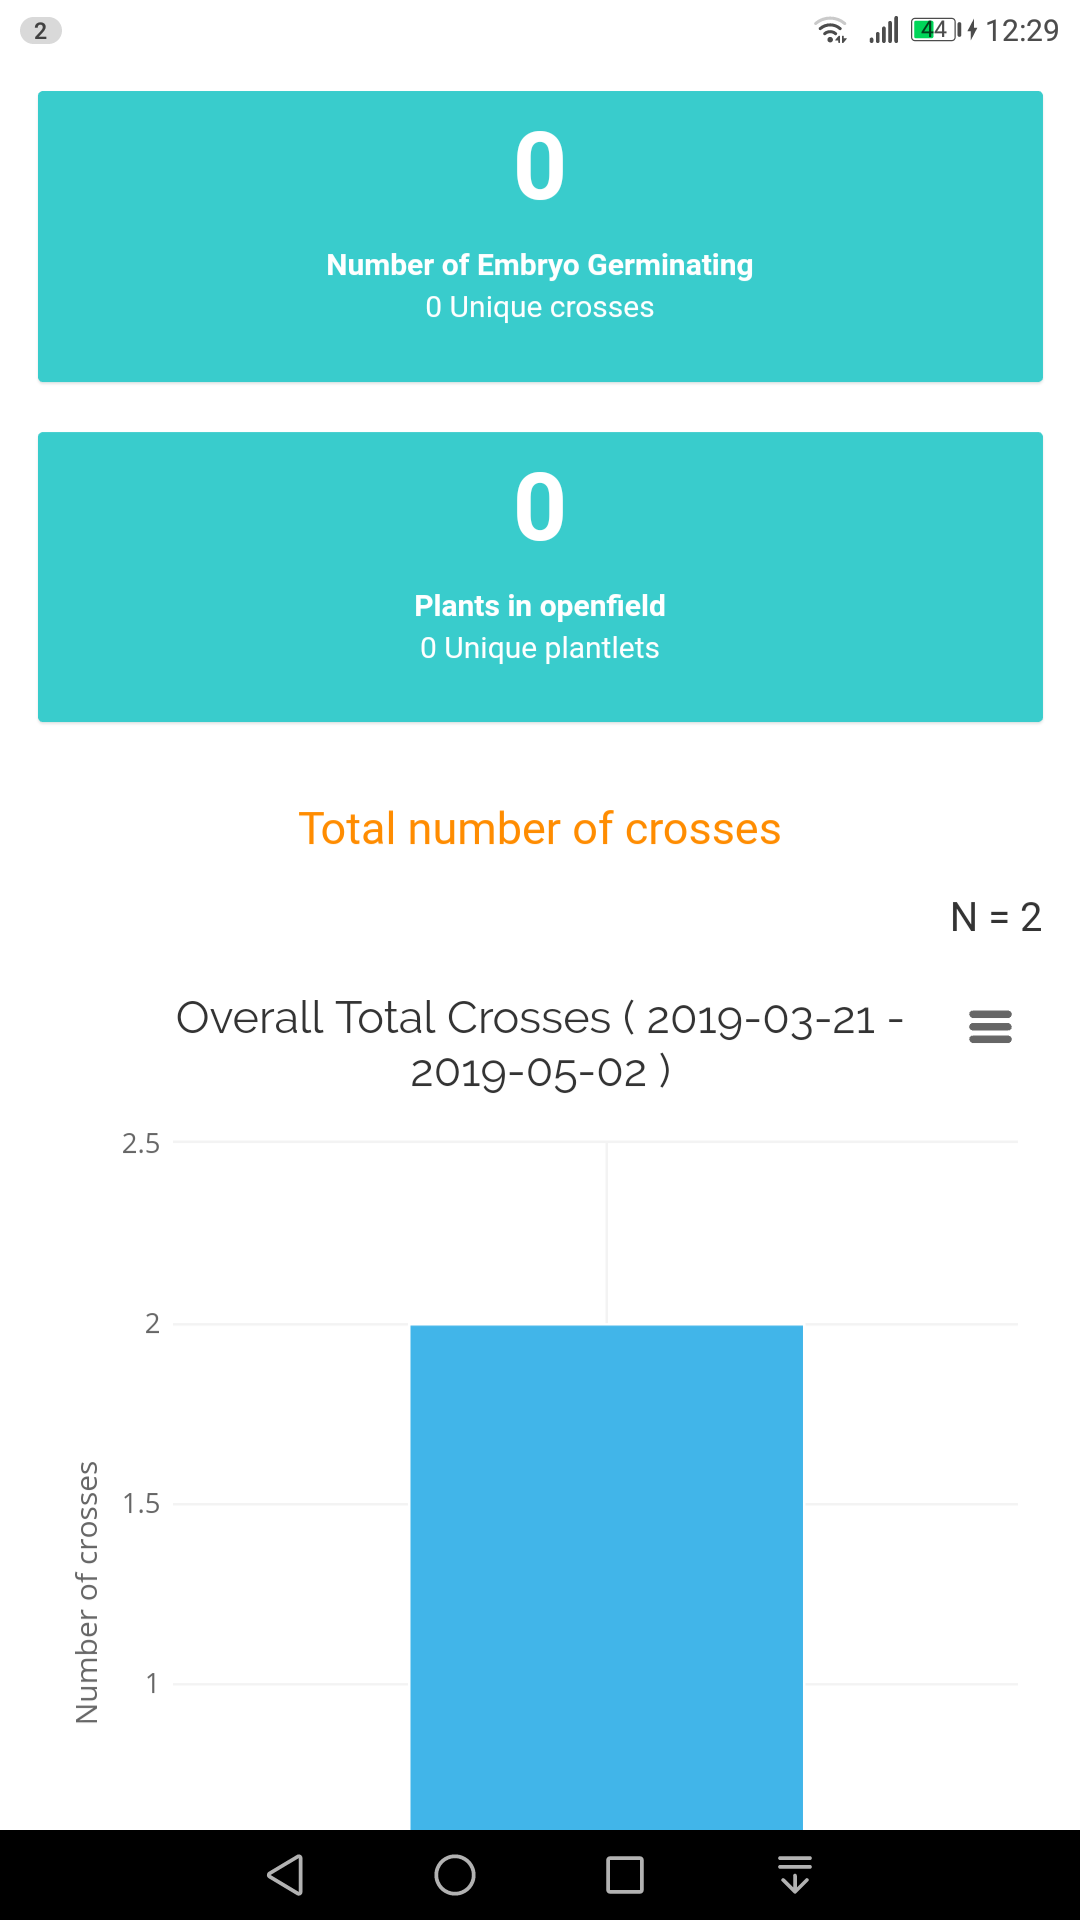 2
44 12:29
0
Number of Embryo Germinating
0 Unique crosses
0
Plants in openfield
0 Unique plantlets
Total number of crosses
N = 2
Overall Total Crosses ( 2019-03-21 -
2019-05-02 )
2.5
2
1.5
1
Number of crosses